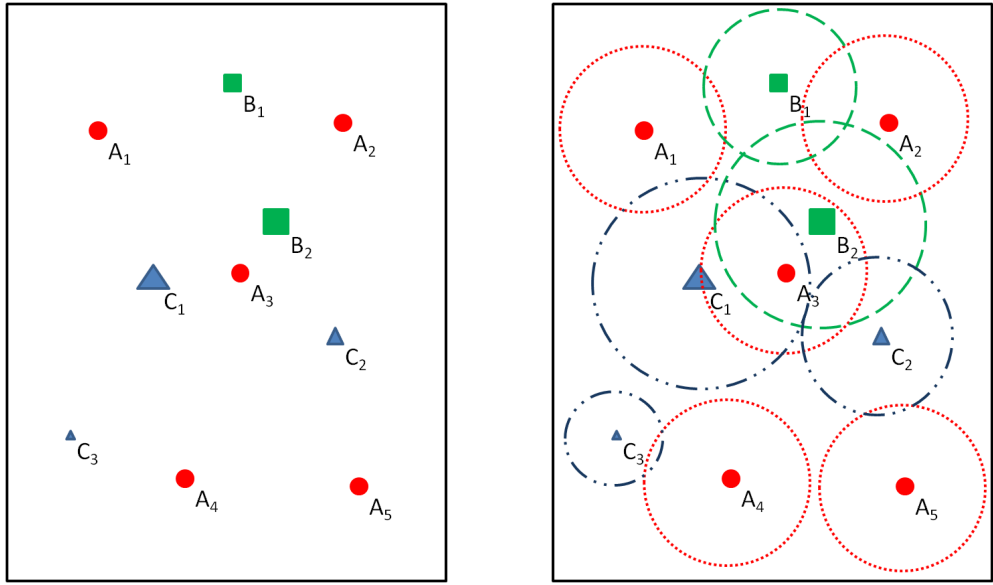 B₁
A₁
A₂
B₂
C₁
A₃
C₂
C₃
A₄
A₅
B₁
A₁
A₂
B₂
C₁
A₃
C₂
C₃
A₄
A₅